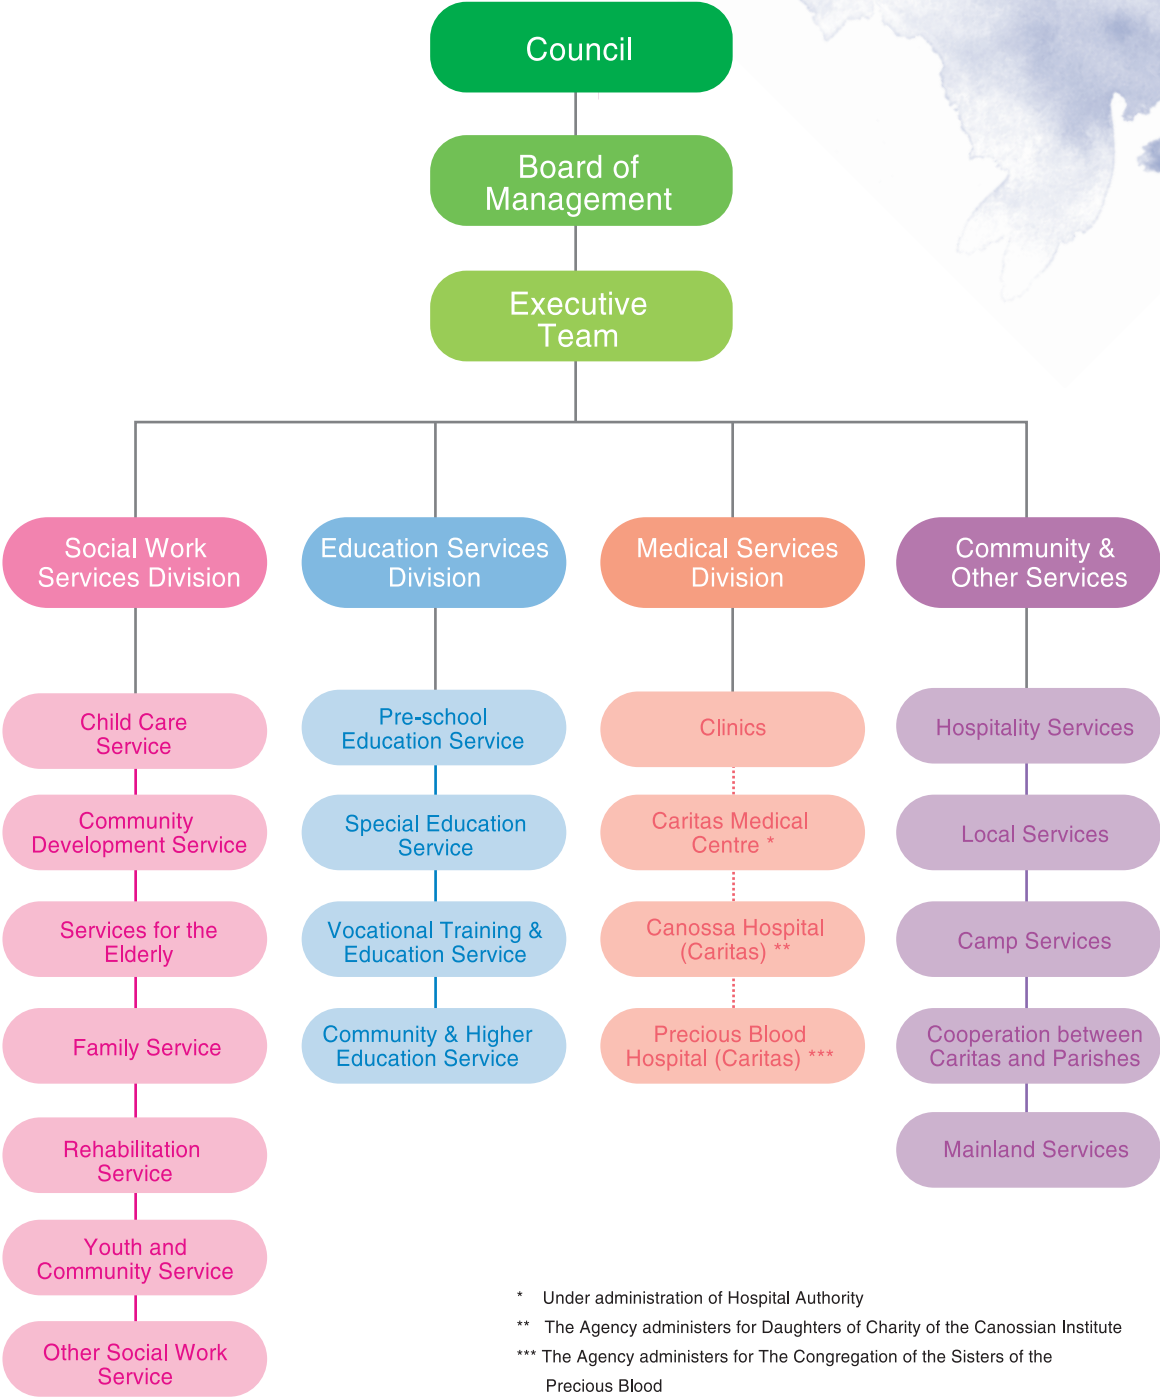 Council
Board of
Management
Executive
Team
Social Work
Services Division
Child Care
Service
Community
Development Service
Services for the
Elderly
Family Service
Rehabilitation
Service
Youth and
Community Service
Other Social Work
Service
Education Services
Division
Pre-school
Education Service
Special Education
Service
Vocational Training &
Education Service
Community & Higher
Education Service
Medical Services
Division
Clinics
Caritas Medical
Centre *
Canossa Hospital
(Caritas) **
Precious Blood
Hospital (Caritas) ***
Community &
Other Services
Hospitality Services
Local Services
Camp Services
Cooperation between
Caritas and Parishes
Mainland Services
* Under administration of Hospital Authority
** The Agency administers for Daughters of Charity of the Canossian Institute
*** The Agency administers for The Congregation of the Sisters of the
Precious Blood